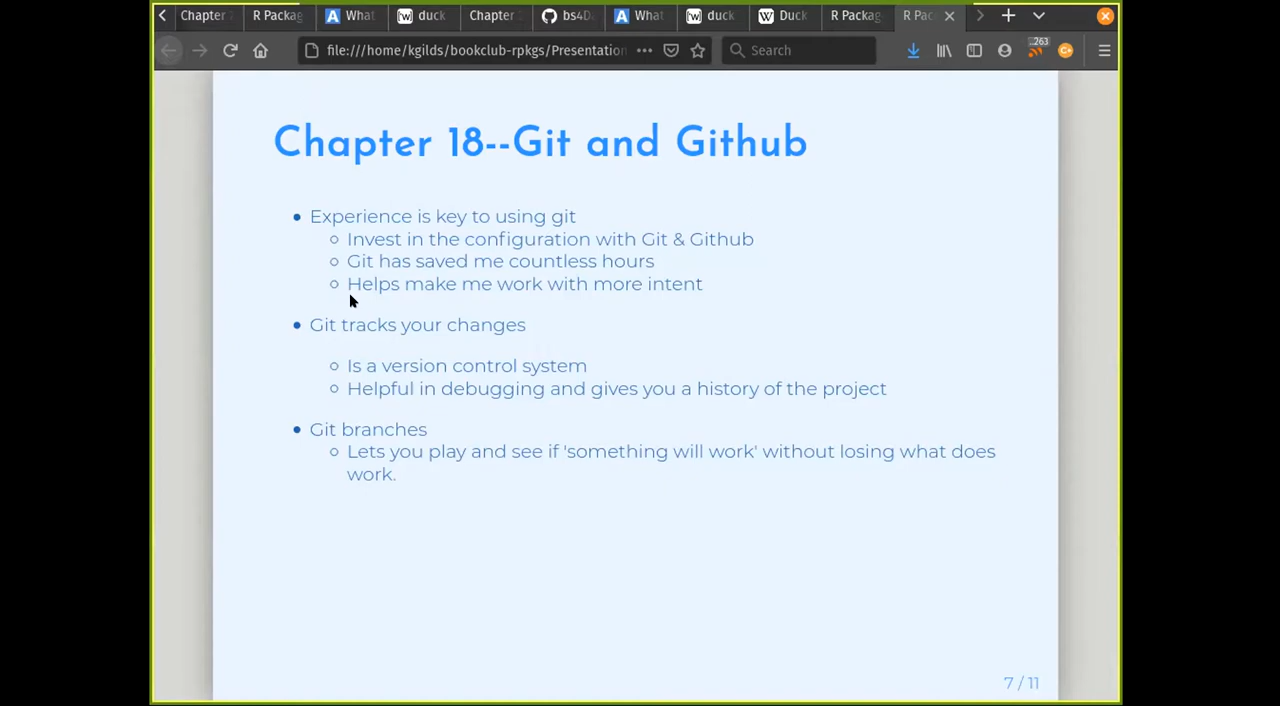 Chapter R Packag What duck Chapter bs4D What duck Duck R Packag R Pac
file:///home/kgilds/bookclub-rpkgs/Presentation Search 263
Chapter 18--Git and Github
Experience is key to using git
Invest in the configuration with Git & Github
Git has saved me countless hours
Helps make me work with more intent
Git tracks your changes
Is a version control system
Helpful in debugging and gives you a history of the project
Git branches
Lets you play and see if 'something will work' without losing what does
work.
7 / 11